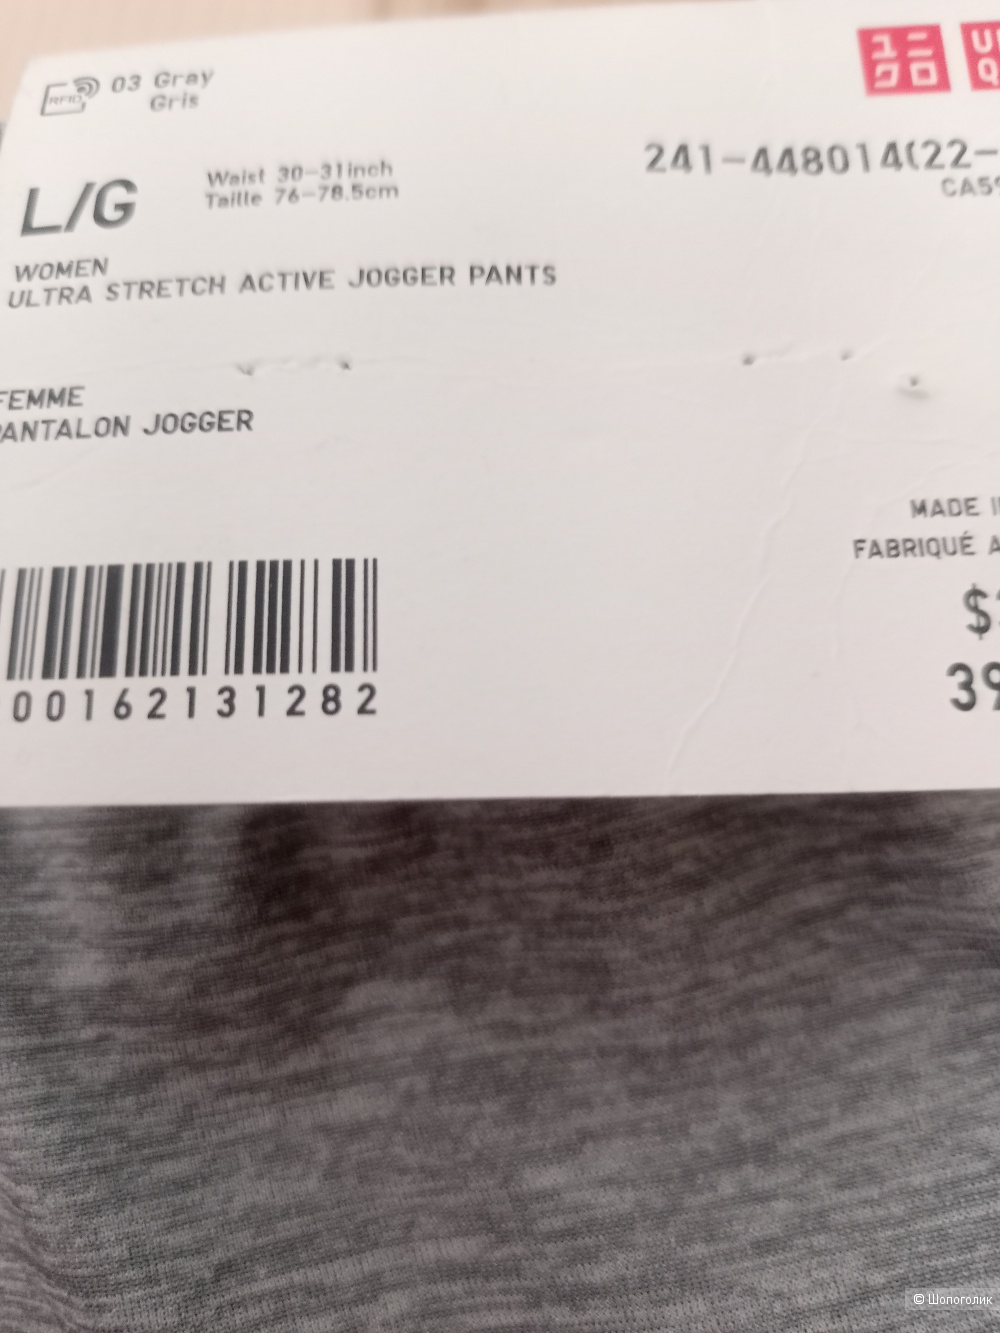 RFID 03 Gray
Gris
ユニ
クロ
L/G
Waist 30-31inch
Taille 76-78.5cm
241-448014(22-
WOMEN
ULTRA STRETCH ACTIVE JOGGER PANTS
FEMME
PANTALON JOGGER
MADE
FABRIQUÉ
00162131282
$
39
© Шопоголик